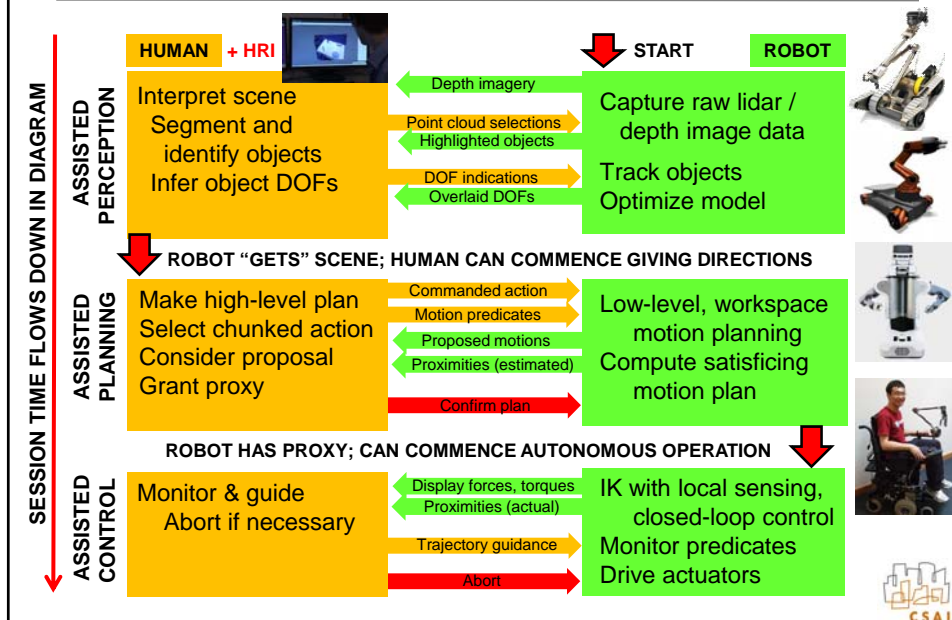 HUMAN + HRI
START
ROBOT
SESSION TIME FLOWS DOWN IN DIAGRAM
ASSISTED
PERCEPTION
Interpret scene
Segment and
identify objects
Infer object DOFs
Depth imagery
Point cloud selections
Highlighted objects
DOF indications
Overlaid DOFs
Capture raw lidar /
depth image data
Track objects
Optimize model
ROBOT “GETS” SCENE; HUMAN CAN COMMENCE GIVING DIRECTIONS
ASSISTED
PLANNING
Make high-level plan
Select chunked action
Consider proposal
Grant proxy
Commanded action
Motion predicates
Proposed motions
Proximities (estimated)
Confirm plan
Low-level, workspace
motion planning
Compute satisficing
motion plan
ROBOT HAS PROXY; CAN COMMENCE AUTONOMOUS OPERATION
ASSISTED
CONTROL
Monitor & guide
Abort if necessary
Display forces, torques
Proximities (actual)
Trajectory guidance
Abort
IK with local sensing,
closed-loop control
Monitor predicates
Drive actuators
CSAI